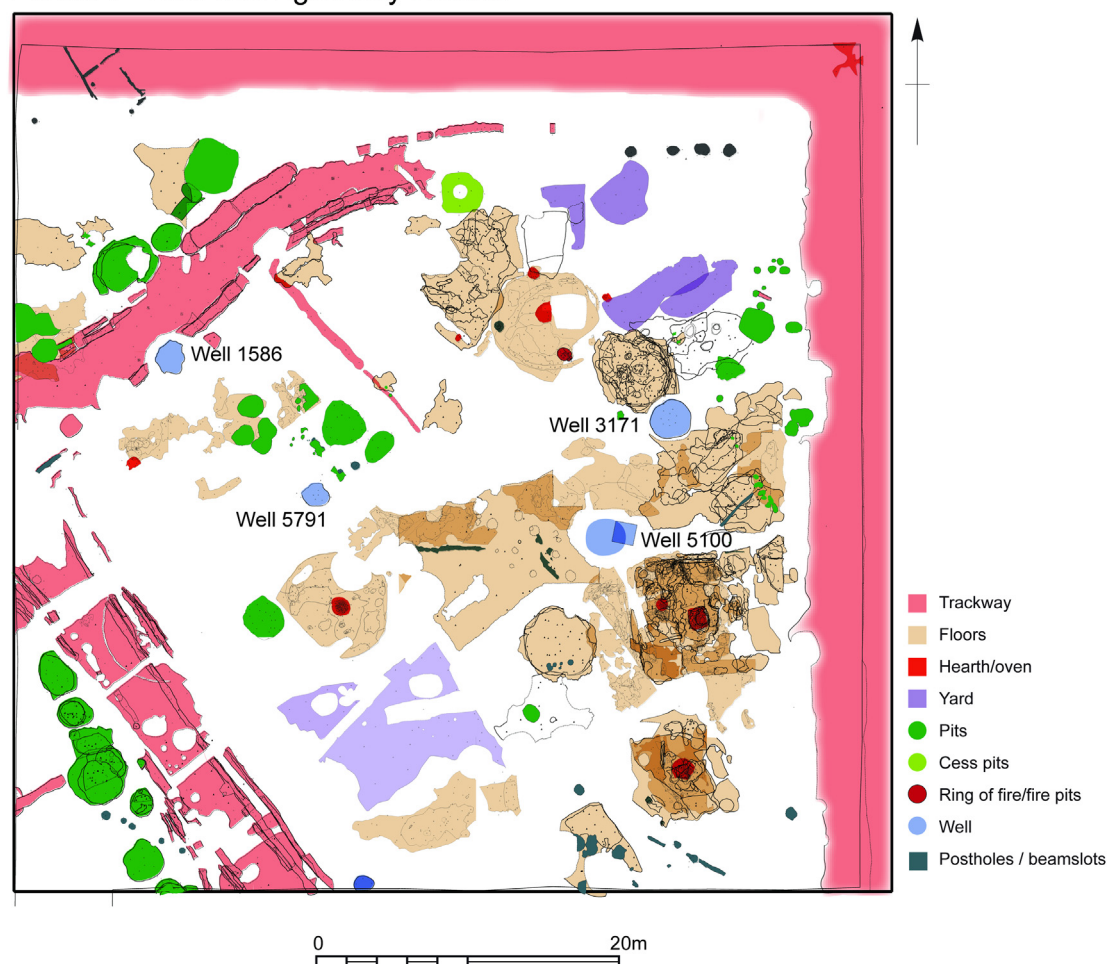 Well 1586
Well 3171
Well 5791
Well 5100
Trackway
Floors
Hearth/oven
Yard
Pits
Cess pits
Ring of fire/fire pits
Well
Postholes / beamslots
0 20m